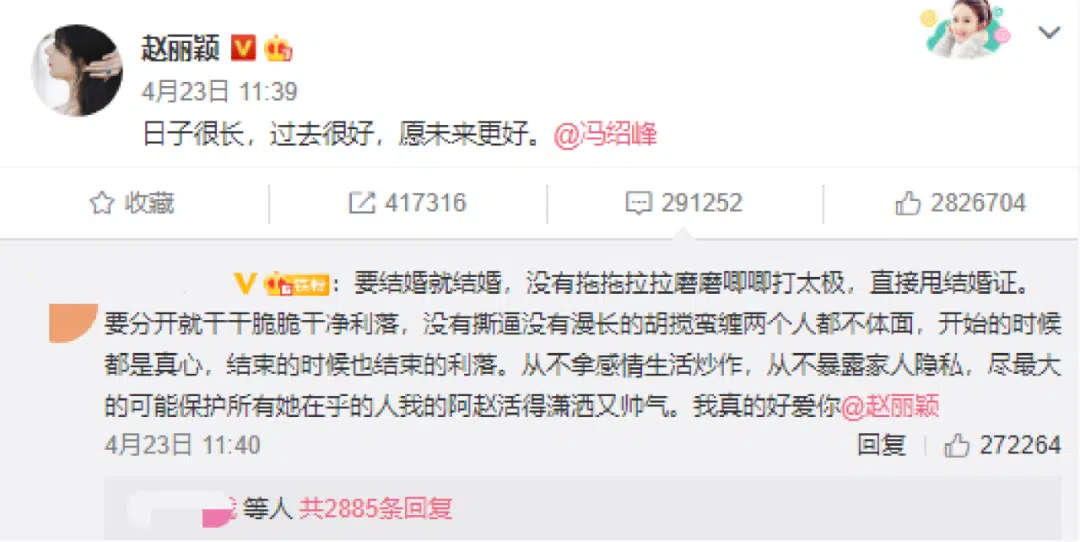 赵丽颖
4月23日 11:39
日子很长，过去很好，愿未来更好。@冯绍峰
收藏 417316 291252 2826704
铁粉：要结婚就结婚，没有拖拖拉拉磨磨唧唧打太极，直接甩结婚证。
要分开就干干脆脆干净利落，没有撕逼没有漫长的胡搅蛮缠两个人都不体面，开始的时候
都是真心，结束的时候也结束的利落。从不拿感情生活炒作，从不暴露家人隐私，尽最大
的可能保护所有她在乎的人我的阿赵活得潇洒又帅气。我真的好爱你@赵丽颖
4月23日 11:40 回复 272264
等人 共2885条回复